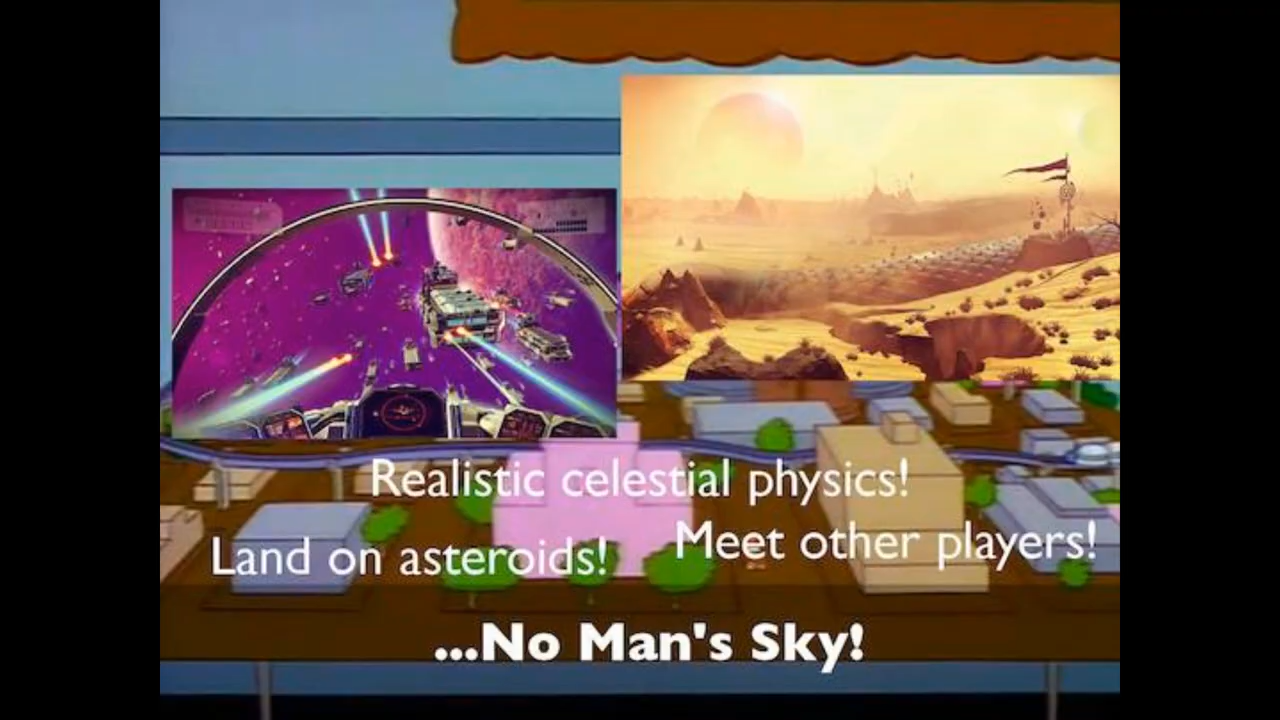 Realistic celestial physics!
Land on asteroids!
Meet other players!
...No Man's Sky!